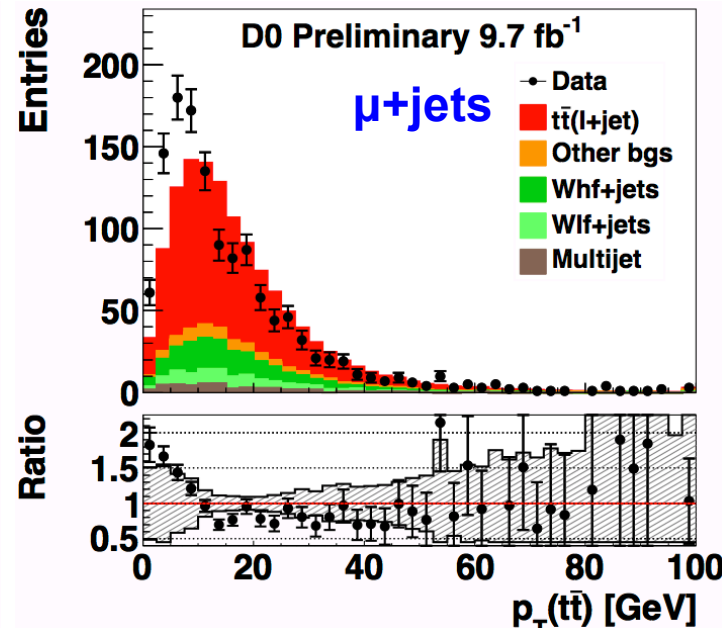 D0 Preliminary 9.7 fb⁻¹
μ+jets
Data
tt̄(l+jet)
Other bgs
Whf+jets
Wlf+jets
Multijet
Entries
200
150
100
50
0
Ratio
2
1.5
1
0.5
0 20 40 60 80 100
p_T(tt̄) [GeV]